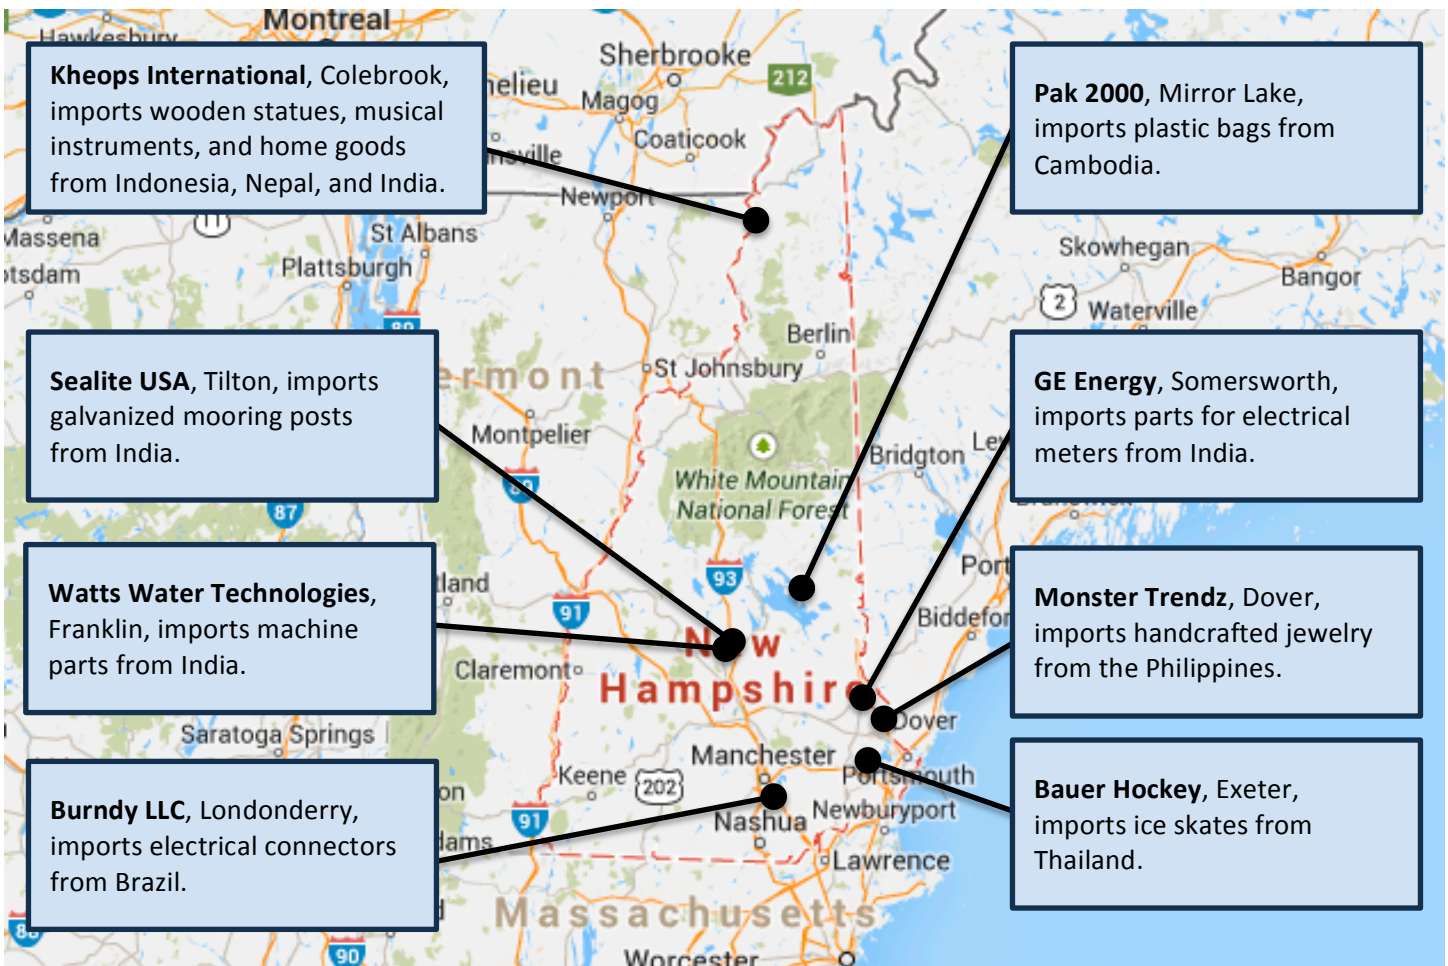 Montreal
Hawkesbury
Kheops International, Colebrook,
imports wooden statues, musical
instruments, and home goods
from Indonesia, Nepal, and India.
Sherbrooke
212
Magog
Coaticook
Newport
Pak 2000, Mirror Lake,
imports plastic bags from
Cambodia.
Massena
11
St Albans
Plattsburgh
Skowhegan
Bangor
2
Waterville
Berlin
St Johnsbury
Sealite USA, Tilton, imports
galvanized mooring posts
from India.
Montpelier
GE Energy, Somersworth,
imports parts for electrical
meters from India.
Bridgton
White Mountain
National Forest
89
87
93
91
Watts Water Technologies,
Franklin, imports machine
parts from India.
Claremont
New
Hampshire
Monster Trendz, Dover,
imports handcrafted jewelry
from the Philippines.
Dover
Saratoga Springs
Manchester
Keene
202
Portsmouth
Burndy LLC, Londonderry,
imports electrical connectors
from Brazil.
91
Nashua
Newburyport
Lawrence
Bauer Hockey, Exeter,
imports ice skates from
Thailand.
Massachusetts
88
90
Worcester